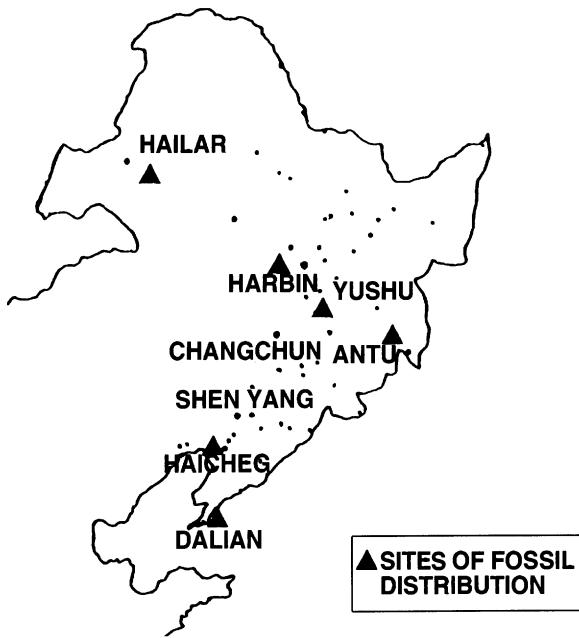 HAILAR
HARBIN
YUSHU
CHANGCHUN
ANTU
SHEN YANG
HAICHEG
DALIAN
SITES OF FOSSIL
DISTRIBUTION